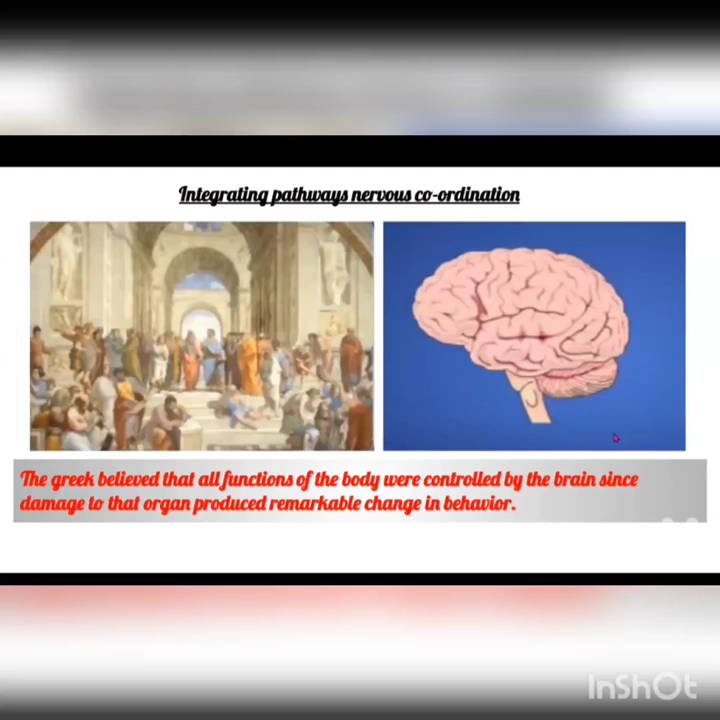 Integrating pathways nervous co-ordination
The greek believed that all functions of the body were controlled by the brain since
damage to that organ produced remarkable change in behavior.
InShOt